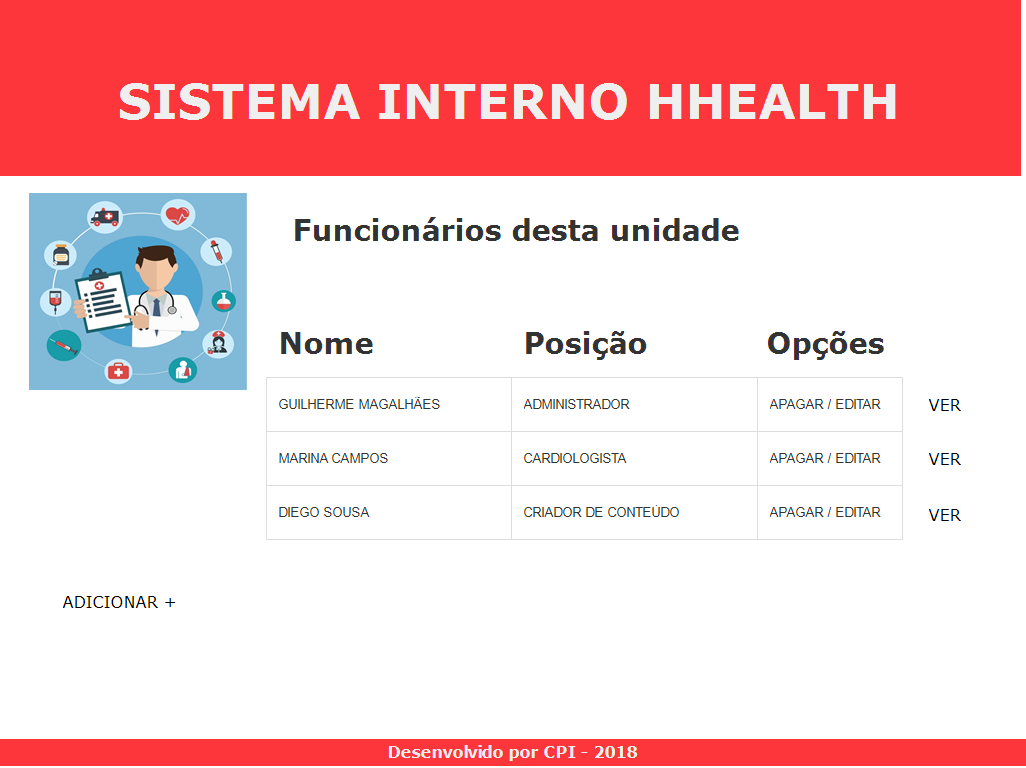 SISTEMA INTERNO HHEALTH
Funcionários desta unidade
Nome Posição Opções
GUILHERME MAGALHÃES ADMINISTRADOR APAGAR / EDITAR VER
MARINA CAMPOS CARDIOLOGISTA APAGAR / EDITAR VER
DIEGO SOUSA CRIADOR DE CONTEÚDO APAGAR / EDITAR VER
ADICIONAR +
Desenvolvido por CPI - 2018